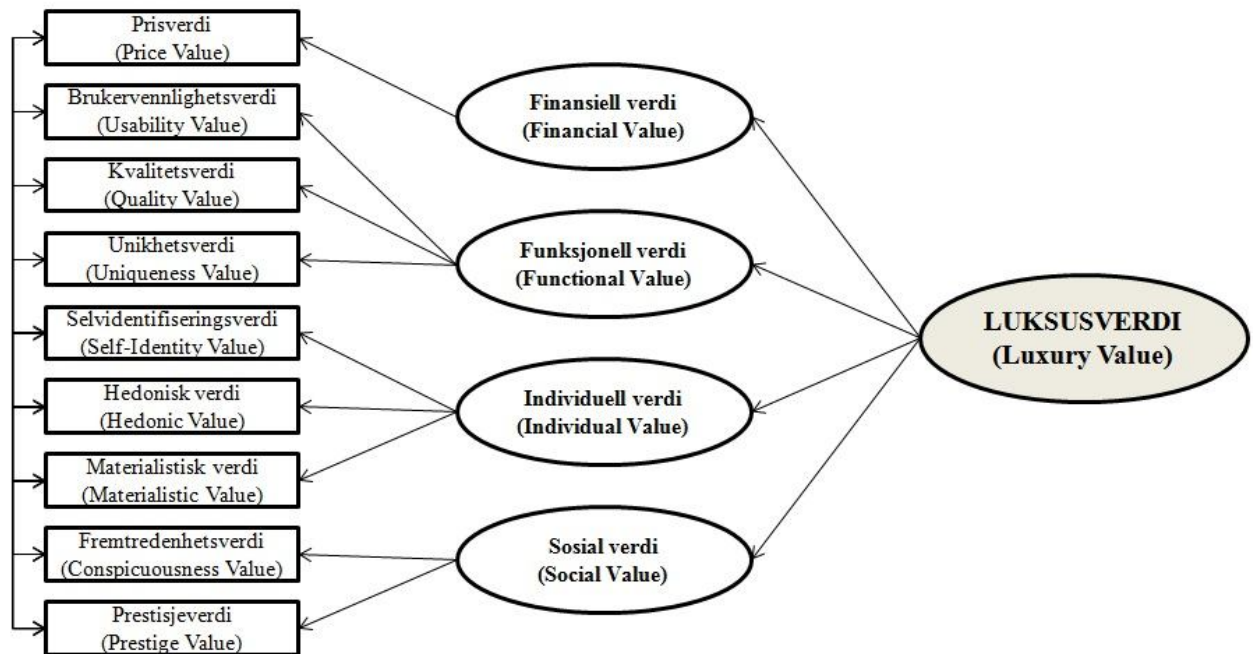 Prisverdi
(Price Value)
Brukervennlighetsverdi
(Usability Value)
Kvalitetsverdi
(Quality Value)
Unikhetsverdi
(Uniqueness Value)
Selvidentifiseringsverdi
(Self-Identity Value)
Hedonisk verdi
(Hedonic Value)
Materialistisk verdi
(Materialistic Value)
Fremtredenhetsverdi
(Conspicuousness Value)
Prestisjeverdi
(Prestige Value)
Finansiell verdi
(Financial Value)
Funksjonell verdi
(Functional Value)
Individuell verdi
(Individual Value)
Sosial verdi
(Social Value)
LUKSUSVERDI
(Luxury Value)